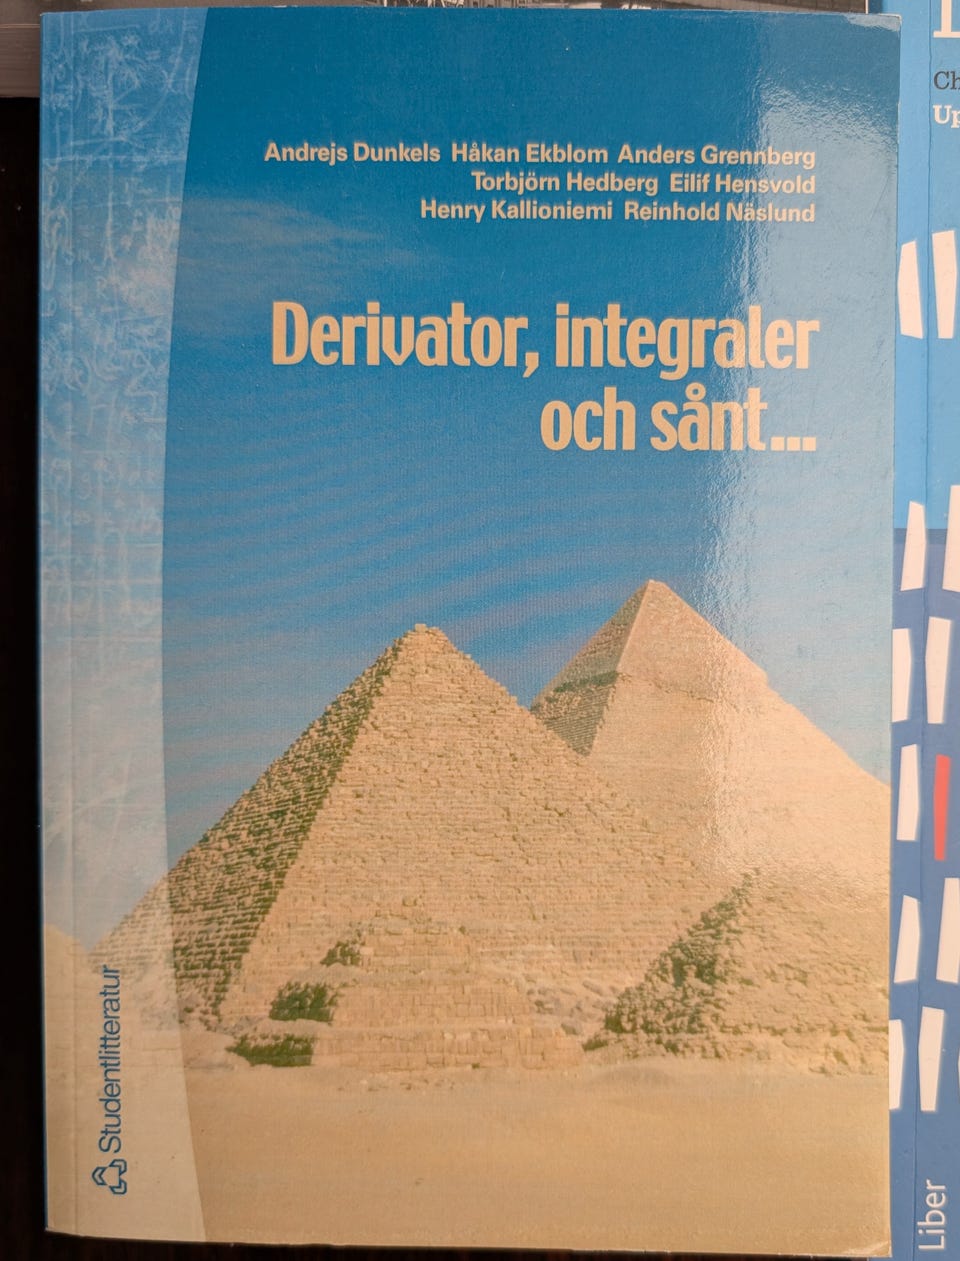 Andrejs Dunkels Håkan Ekblom Anders Grennberg
Torbjörn Hedberg Eilif Hensvold
Henry Kallioniemi Reinhold Näslund
Derivator, integraler
och sånt...
Studentlitteratur
Liber